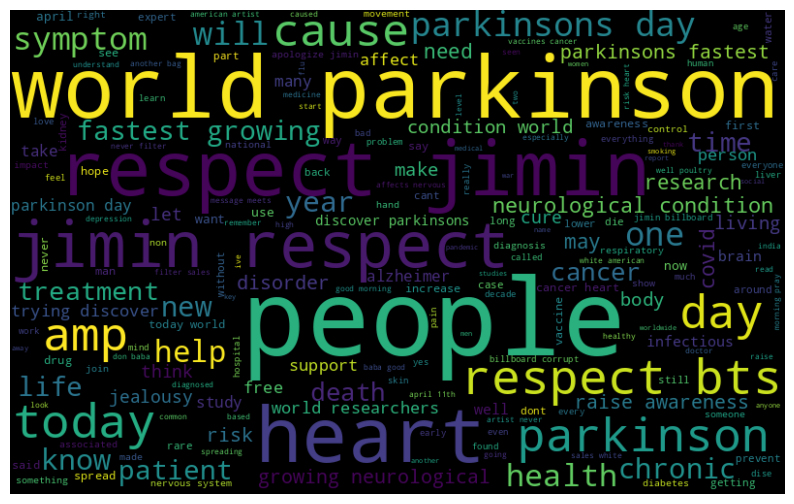 april right expert american artist caused movement vaccines cancer age
symptom see will cause parkinsons day
understand another bag part apologize jimin need affect parkinsons fastest
world parkinson
learn many flu medicine start level two women human risk heart care water
fastest growing condition world awareness control first
love kidney take never filter national way bad problem say especially everything time
impact feel hope respect jimin medical war report smoking thank social everyone liver
back make person research
parkinson day depression let want affects nervous message meets year use hand cant neurological condition
remember discover parkinsons long cure lower die well poultry jimin billboard
never non man filter sales without high ive pandemic diagnosis may one living
jimin respect called respiratory name white american now covid brain india read
treatment disorder alzheimer studies case cancer cancer heart show much around
trying discover key good morning increase decade body morning pray
new today world people vaccine day
amp work mind don baba hospital pain men healthy worldwide infectious doctor
drug help support baba good yes billboard corrupt raise
away join think free skin still
life diagnosed jealousy study death april 11th respect bts
look common based world researchers dont every raise awareness someone anyone
today associated rare spreading risk well artist never
said made early even found parkinson prevent
know spread patient heart another going sales white chronic
something nervous system growing neurological health diabetes getting dise